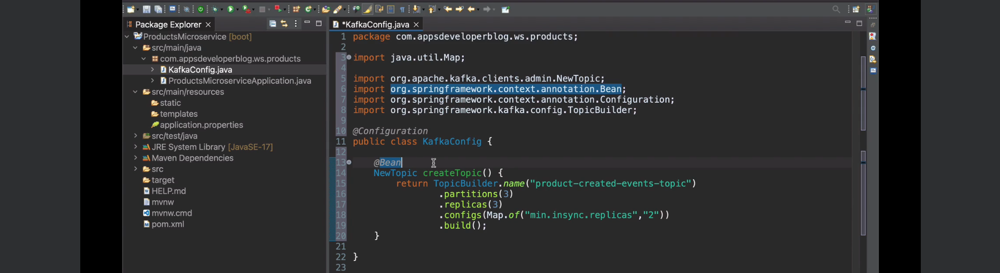 Package Explorer
ProductsMicroservice [boot]
src/main/java
com.appsdeveloperblog.ws.products
KafkaConfig.java
ProductsMicroserviceApplication.java
src/main/resources
static
templates
application.properties
src/test/java
JRE System Library [JavaSE-17]
Maven Dependencies
src
target
HELP.md
mvnw
mvnw.cmd
pom.xml
*KafkaConfig.java
1 package com.appsdeveloperblog.ws.products;
2
3 import java.util.Map;
4
5 import org.apache.kafka.clients.admin.NewTopic;
6 import org.springframework.context.annotation.Bean;
7 import org.springframework.context.annotation.Configuration;
8 import org.springframework.kafka.config.TopicBuilder;
9
10 @Configuration
11 public class KafkaConfig {
12
13 @Bean
14 NewTopic createTopic() {
15 return TopicBuilder.name("product-created-events-topic")
16 .partitions(3)
17 .replicas(3)
18 .configs(Map.of("min.insync.replicas","2"))
19 .build();
20 }
21
22 }
23